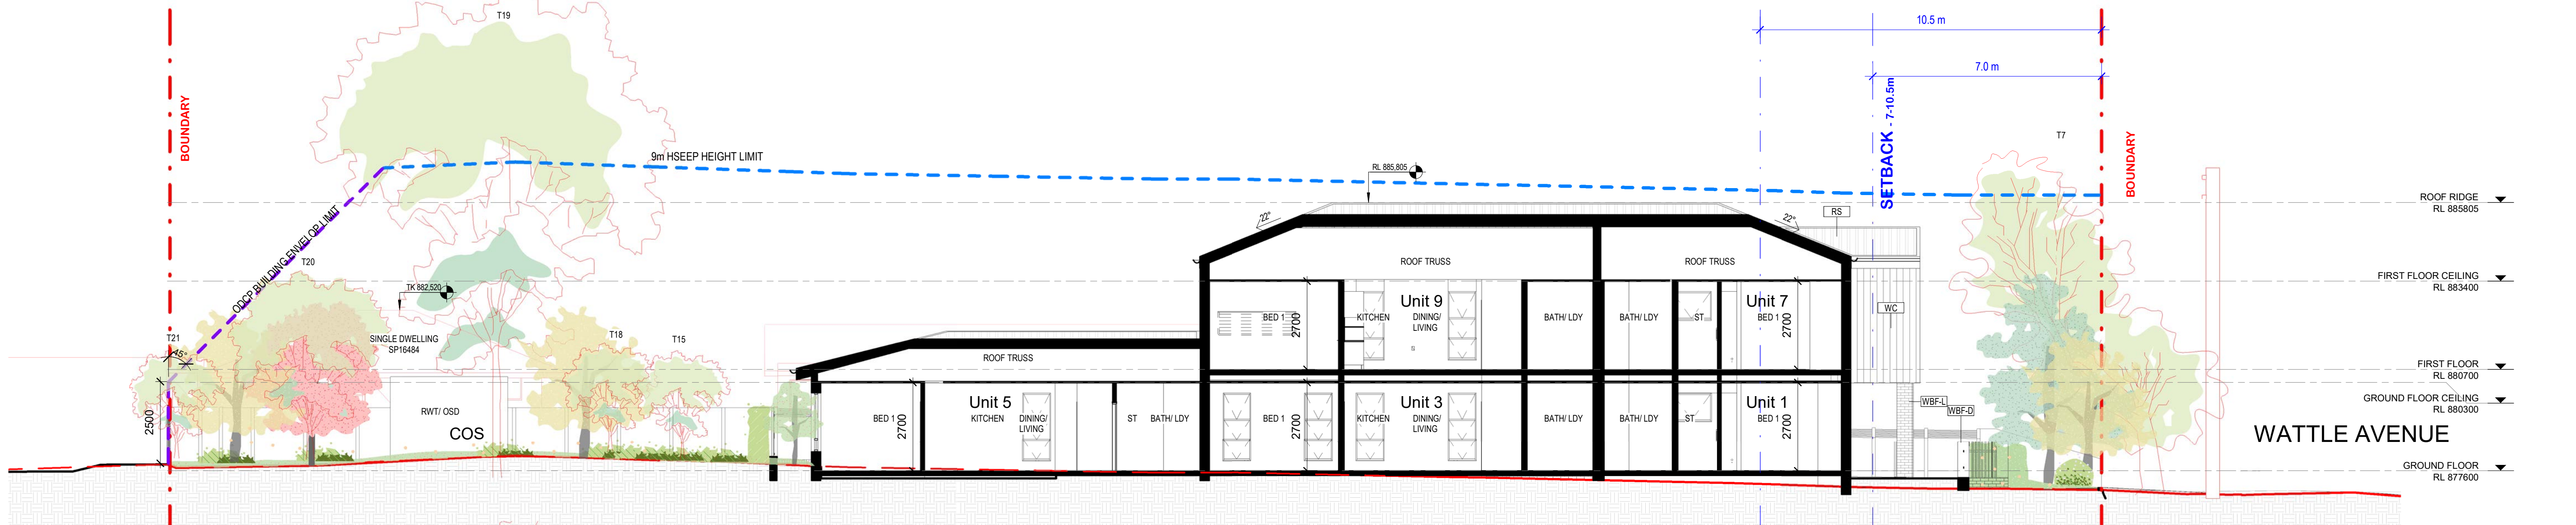 T19
10.5 m
7.0 m
BOUNDARY
9m HSEEP HEIGHT LIMIT
RL 885,805
SETBACK - 7-10.5m
T7
BOUNDARY
ODCP BUILDING ENVELOP LIMIT
22°
22°
RS
ROOF RIDGE
RL 885805
T20
ROOF TRUSS
ROOF TRUSS
FIRST FLOOR CEILING
RL 883400
TK 882,520
Unit 9
Unit 7
WC
BED 1
2700
KITCHEN
DINING/
LIVING
BATH/ LDY
BATH/ LDY
ST
BED 1
2700
T21
45°
SINGLE DWELLING
SP16484
T18
T15
ROOF TRUSS
FIRST FLOOR
RL 880700
2500
RWT/ OSD
COS
Unit 5
Unit 3
Unit 1
WBF-L
WBF-D
GROUND FLOOR CEILING
RL 880300
BED 1
2700
KITCHEN
DINING/
LIVING
ST
BATH/ LDY
BED 1
2700
KITCHEN
DINING/
LIVING
BATH/ LDY
BATH/ LDY
ST
BED 1
2700
WATTLE AVENUE
GROUND FLOOR
RL 877600